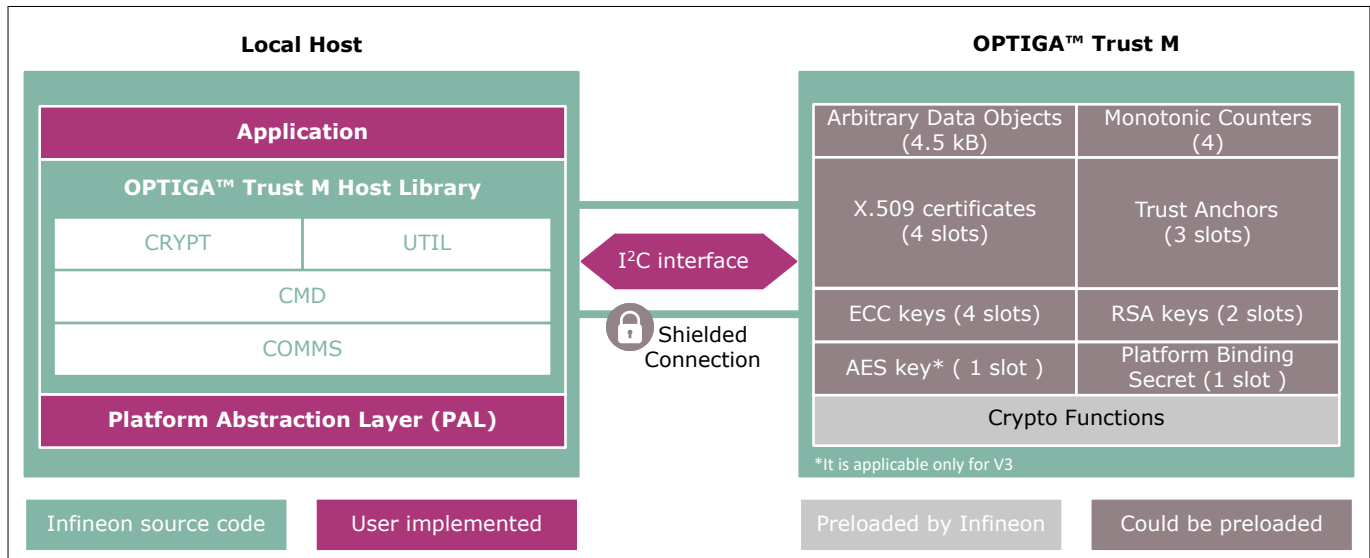 Local Host
Application
OPTIGA™ Trust M Host Library
CRYPT
UTIL
CMD
COMMS
Platform Abstraction Layer (PAL)
I²C interface
Shielded
Connection
OPTIGA™ Trust M
Arbitrary Data Objects
(4.5 kB)
Monotonic Counters
(4)
X.509 certificates
(4 slots)
Trust Anchors
(3 slots)
ECC keys (4 slots)
RSA keys (2 slots)
AES key* ( 1 slot )
Platform Binding
Secret (1 slot )
Crypto Functions
*It is applicable only for V3
Infineon source code
User implemented
Preloaded by Infineon
Could be preloaded